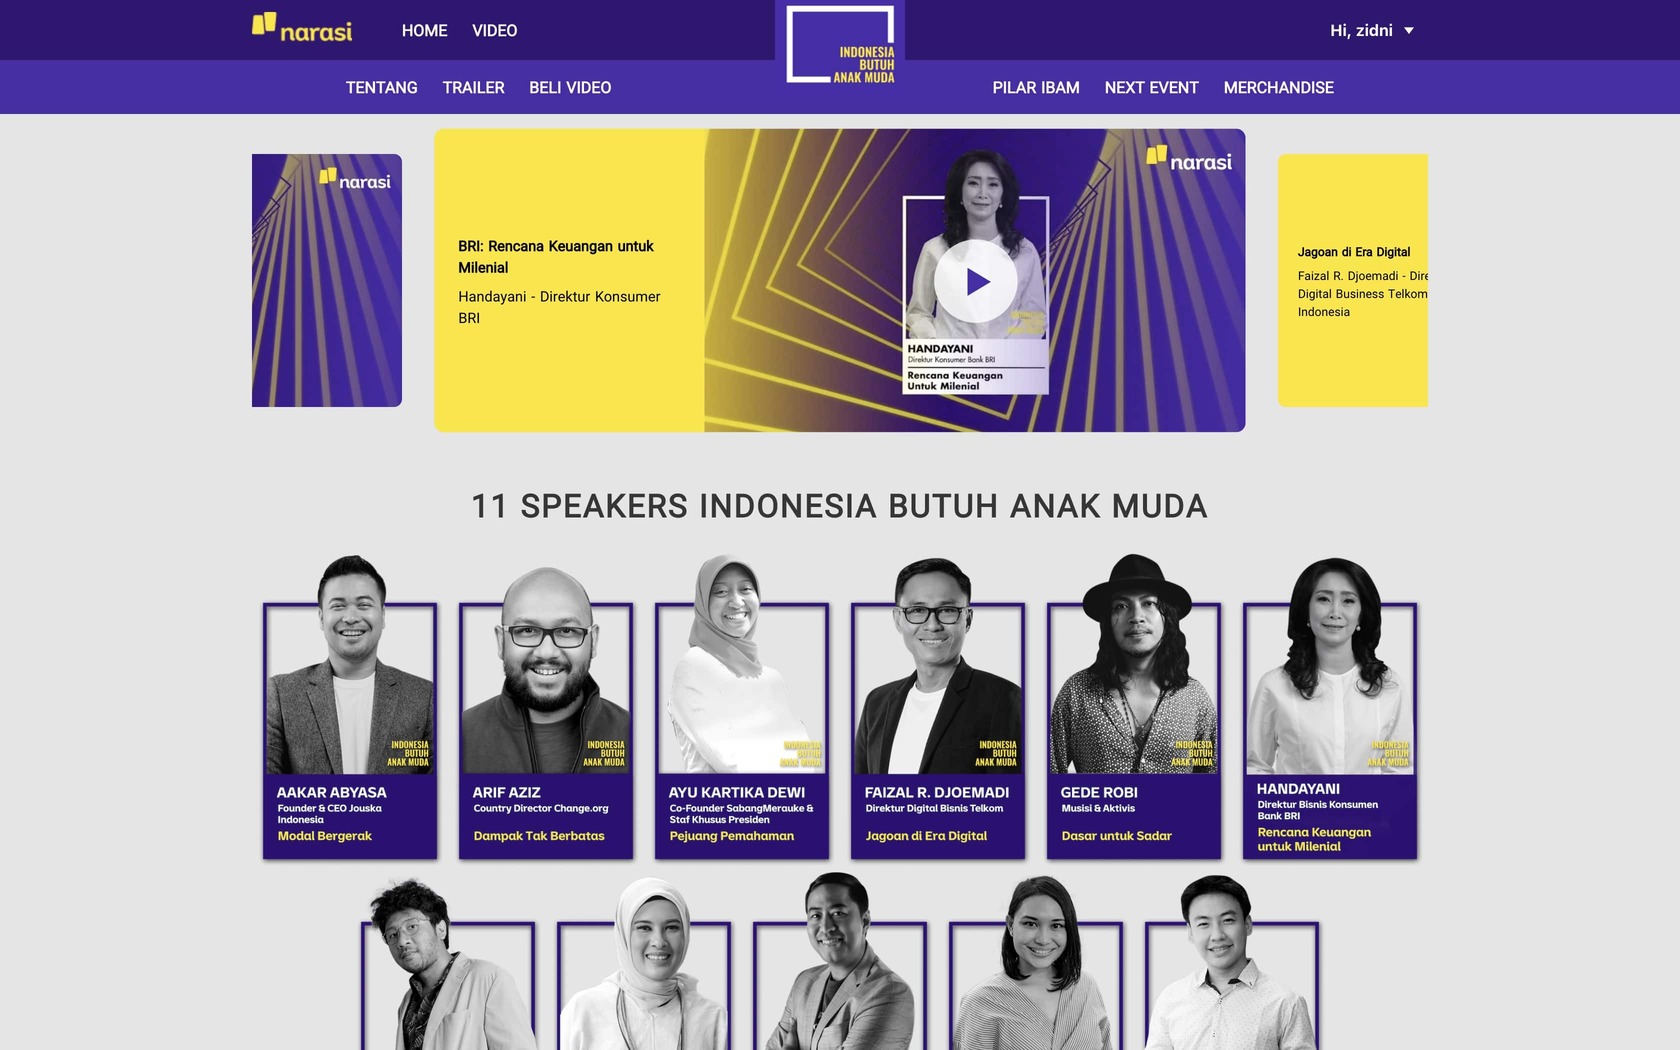 narasi
HOME
VIDEO
INDONESIA
BUTUH
ANAK MUDA
Hi, zidni
TENTANG
TRAILER
BELI VIDEO
PILAR IBAM
NEXT EVENT
MERCHANDISE
narasi
BRI: Rencana Keuangan untuk
Milenial
Handayani - Direktur Konsumer
BRI
narasi
HANDAYANI
Direktur Konsumer Bank BRI
Rencana Keuangan
Untuk Milenial
Jagoan di Era Digital
Faizal R. Djoemadi - Dire
Digital Business Telkom
Indonesia
11 SPEAKERS INDONESIA BUTUH ANAK MUDA
INDONESIA
BUTUH
ANAK MUDA
AAKAR ABYASA
Founder & CEO Jouska
Indonesia
Modal Bergerak
INDONESIA
BUTUH
ANAK MUDA
ARIF AZIZ
Country Director Change.org
Dampak Tak Berbatas
INDONESIA
BUTUH
ANAK MUDA
AYU KARTIKA DEWI
Co-Founder SabangMerauke &
Staf Khusus Presiden
Pejuang Pemahaman
INDONESIA
BUTUH
ANAK MUDA
FAIZAL R. DJOEMADI
Direktur Digital Bisnis Telkom
Jagoan di Era Digital
INDONESIA
BUTUH
ANAK MUDA
GEDE ROBI
Musisi & Aktivis
Dasar untuk Sadar
INDONESIA
BUTUH
ANAK MUDA
HANDAYANI
Direktur Bisnis Konsumen
Bank BRI
Rencana Keuangan
untuk Milenial